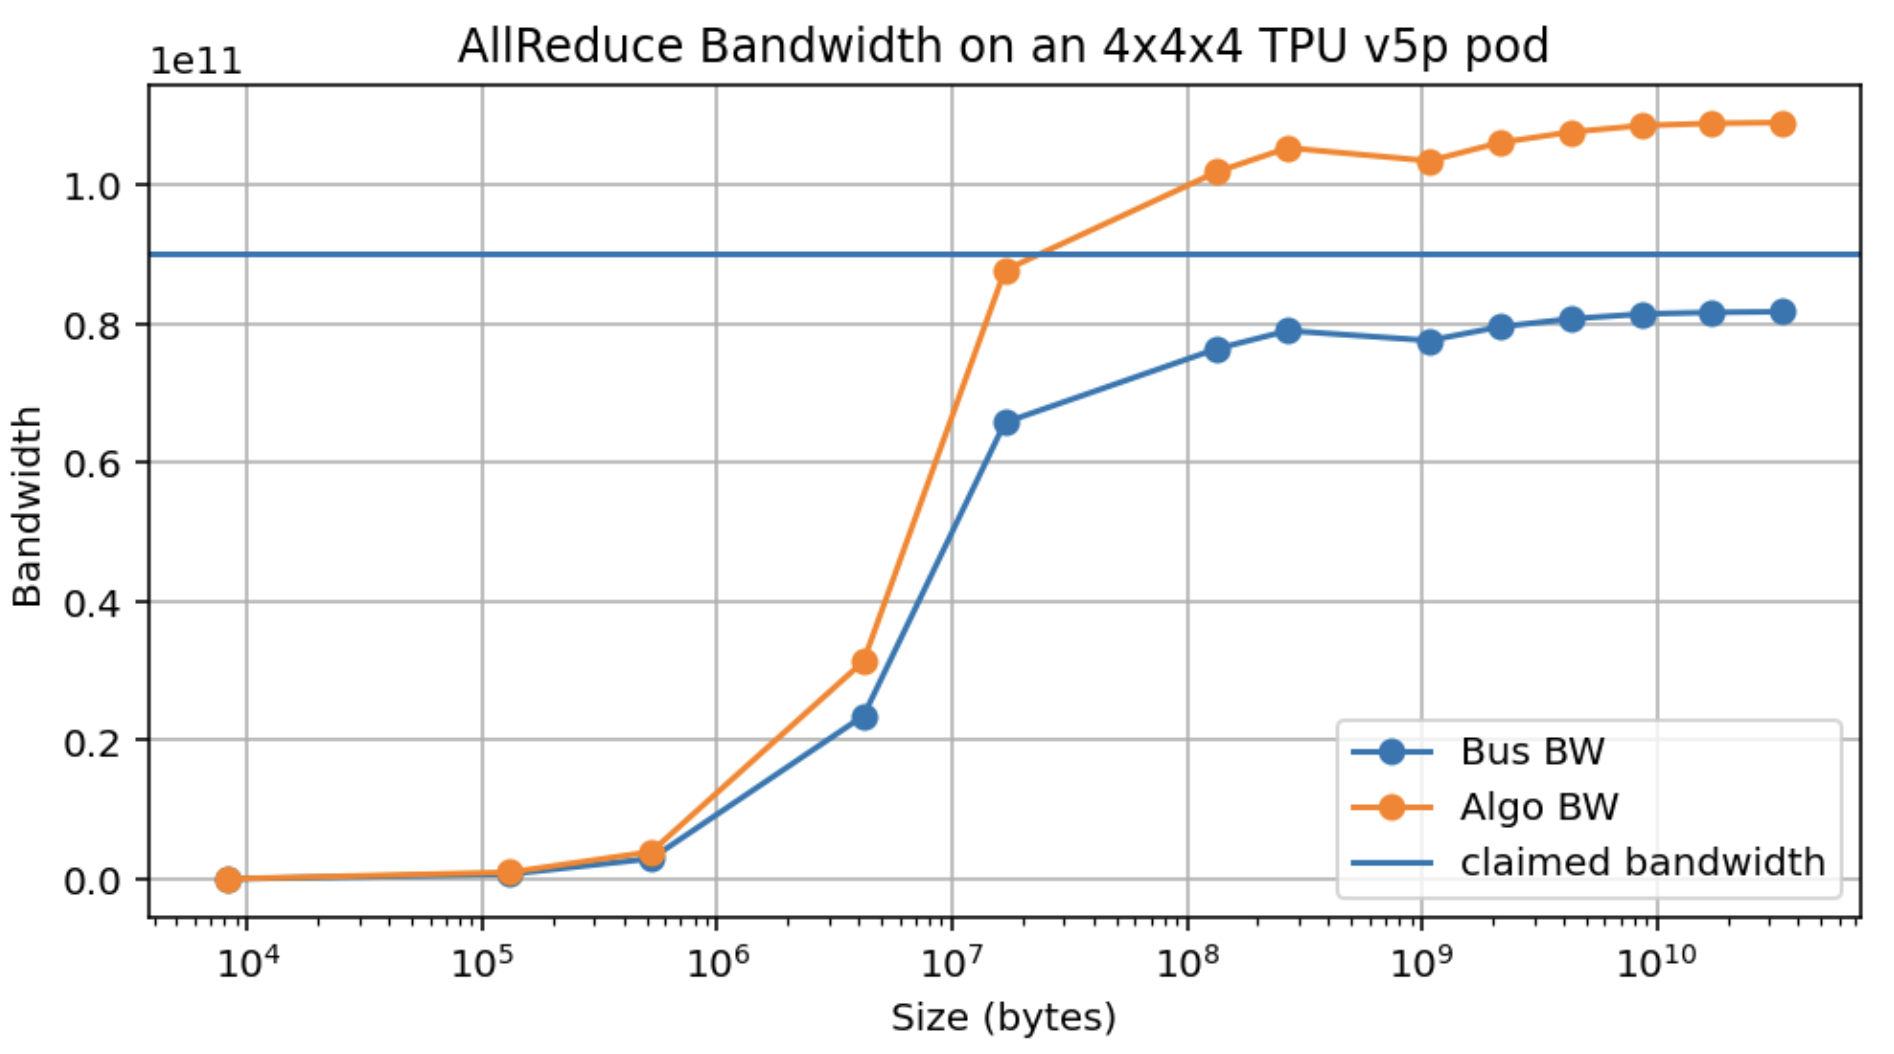 AllReduce Bandwidth on an 4x4x4 TPU v5p pod
1e11
1.0
0.8
0.6
0.4
0.2
0.0
Bandwidth
Bus BW
Algo BW
claimed bandwidth
10⁴ 10⁵ 10⁶ 10⁷ 10⁸ 10⁹ 10¹⁰
Size (bytes)